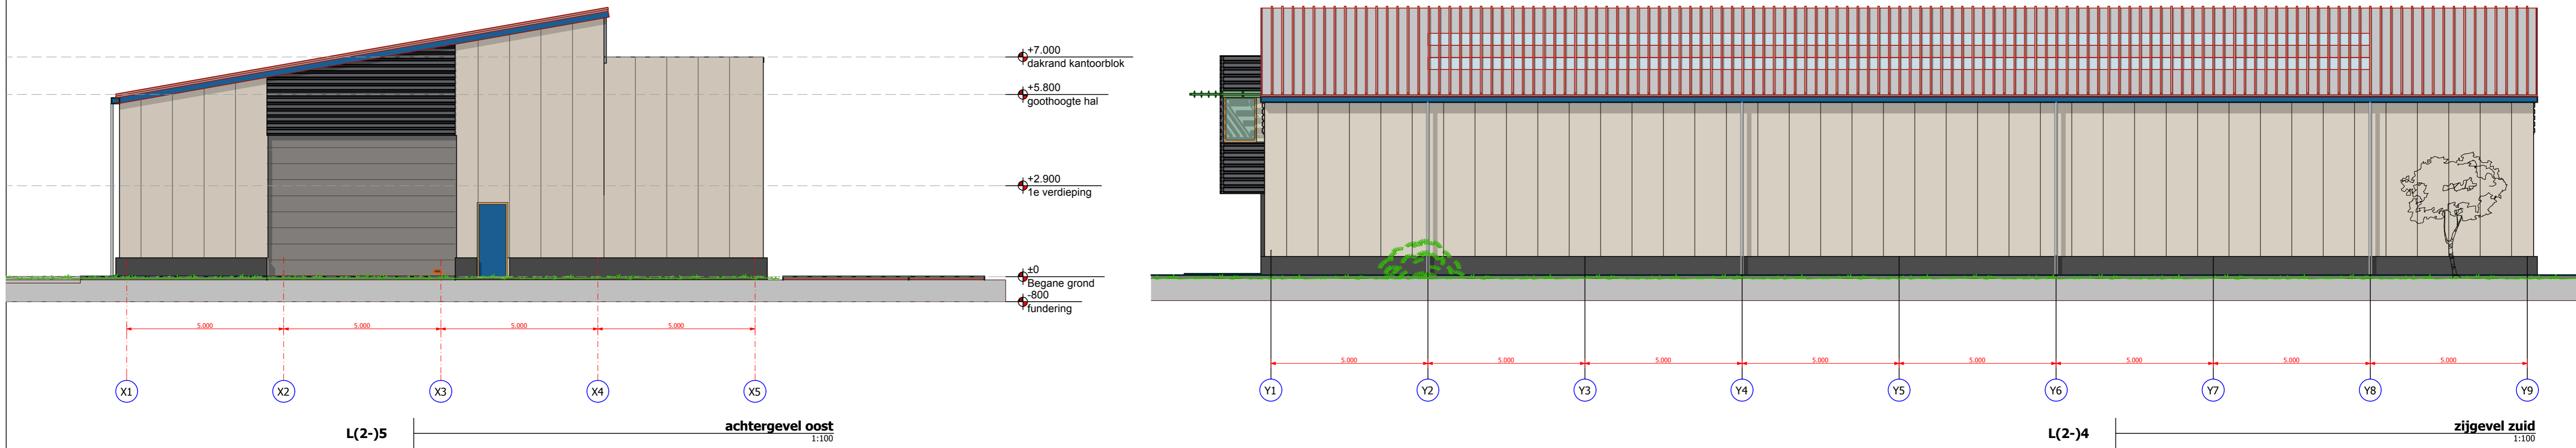 +7.000
dakrand kantoorblok
+5.800
goothoogte hal
+2.900
1e verdieping
±0
Begane grond
-800
fundering
5.000 5.000 5.000 5.000
X1 X2 X3 X4 X5
L(2-)5
achtergevel oost
1:100
5.000 5.000 5.000 5.000 5.000 5.000 5.000 5.000
Y1 Y2 Y3 Y4 Y5 Y6 Y7 Y8 Y9
L(2-)4
zijgevel zuid
1:100